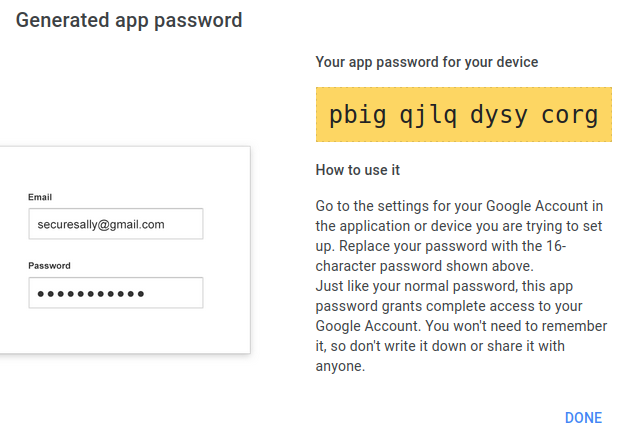 Generated app password
Your app password for your device
pbig qjlq dysy corg
How to use it
Email
securesally@gmail.com
Password
Go to the settings for your Google Account in
the application or device you are trying to set
up. Replace your password with the 16-
character password shown above.
Just like your normal password, this app
password grants complete access to your
Google Account. You won't need to remember
it, so don't write it down or share it with
anyone.
DONE